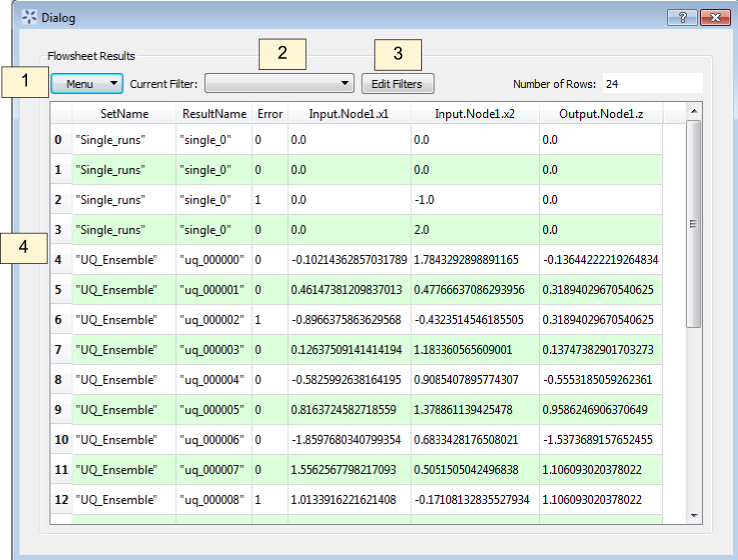 Dialog
Flowsheet Results
1 Menu Current Filter: 2 3 Edit Filters Number of Rows: 24
SetName ResultName Error Input.Node1.x1 Input.Node1.x2 Output.Node1.z
0 "Single_runs" "single_0" 0 0.0 0.0 0.0
1 "Single_runs" "single_0" 0 0.0 0.0 0.0
2 "Single_runs" "single_0" 1 0.0 -1.0 0.0
3 "Single_runs" "single_0" 0 0.0 2.0 0.0
4
4 "UQ_Ensemble" "uq_000000" 0 -0.10214362857031789 1.7843292898891165 -0.13644222219264834
5 "UQ_Ensemble" "uq_000001" 0 0.46147381209837013 0.47766637086293956 0.31894029670540625
6 "UQ_Ensemble" "uq_000002" 1 -0.8966375863629568 -0.4323514546185505 0.31894029670540625
7 "UQ_Ensemble" "uq_000003" 0 0.12637509141414194 1.183360565609001 0.13747382901703273
8 "UQ_Ensemble" "uq_000004" 0 -0.5825992638164195 0.9085407895774307 -0.5553185059262361
9 "UQ_Ensemble" "uq_000005" 0 0.8163724582718559 1.378861139425478 0.9586246906370649
10 "UQ_Ensemble" "uq_000006" 0 -1.8597680340799354 0.6833428176508021 -1.5373689157652455
11 "UQ_Ensemble" "uq_000007" 0 1.5562567798217093 0.5051505042496838 1.106093020378022
12 "UQ_Ensemble" "uq_000008" 1 1.0133916221621408 -0.17108132835527934 1.106093020378022